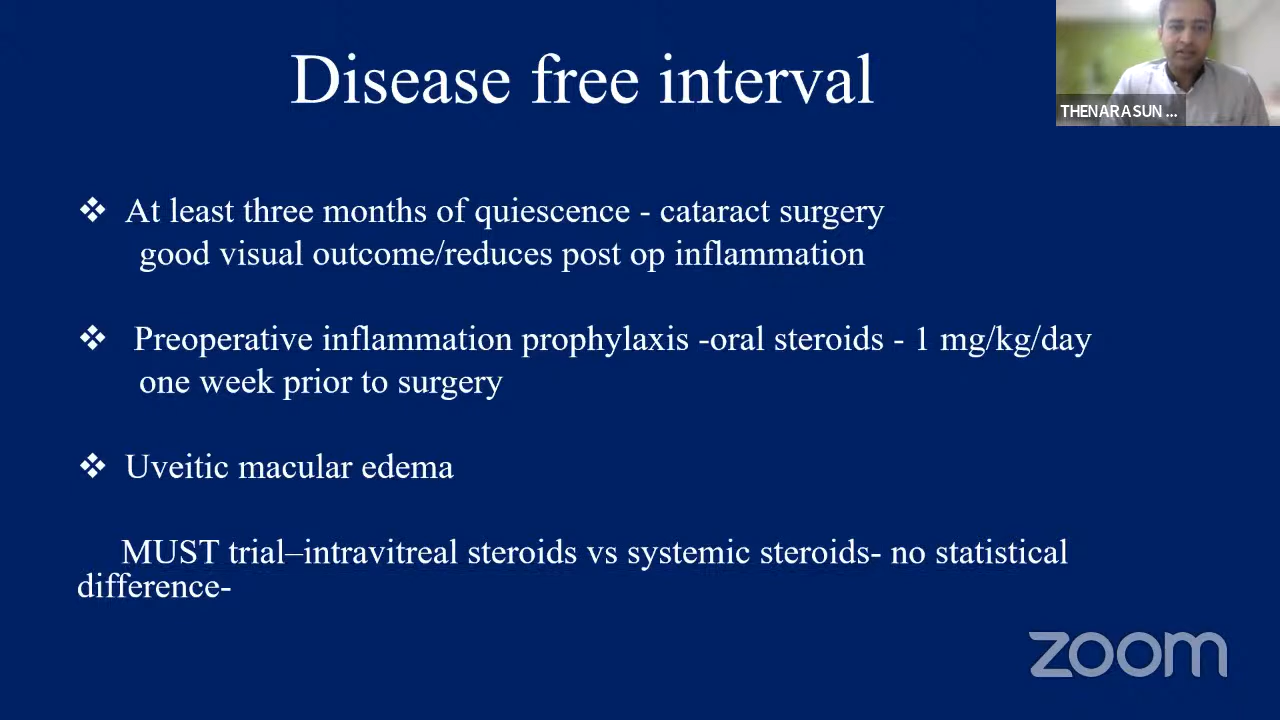 Disease free interval
THENARASUN ...
❖ At least three months of quiescence - cataract surgery
good visual outcome/reduces post op inflammation
❖ Preoperative inflammation prophylaxis -oral steroids - 1 mg/kg/day
one week prior to surgery
❖ Uveitic macular edema
MUST trial–intravitreal steroids vs systemic steroids- no statistical
difference-
zoom